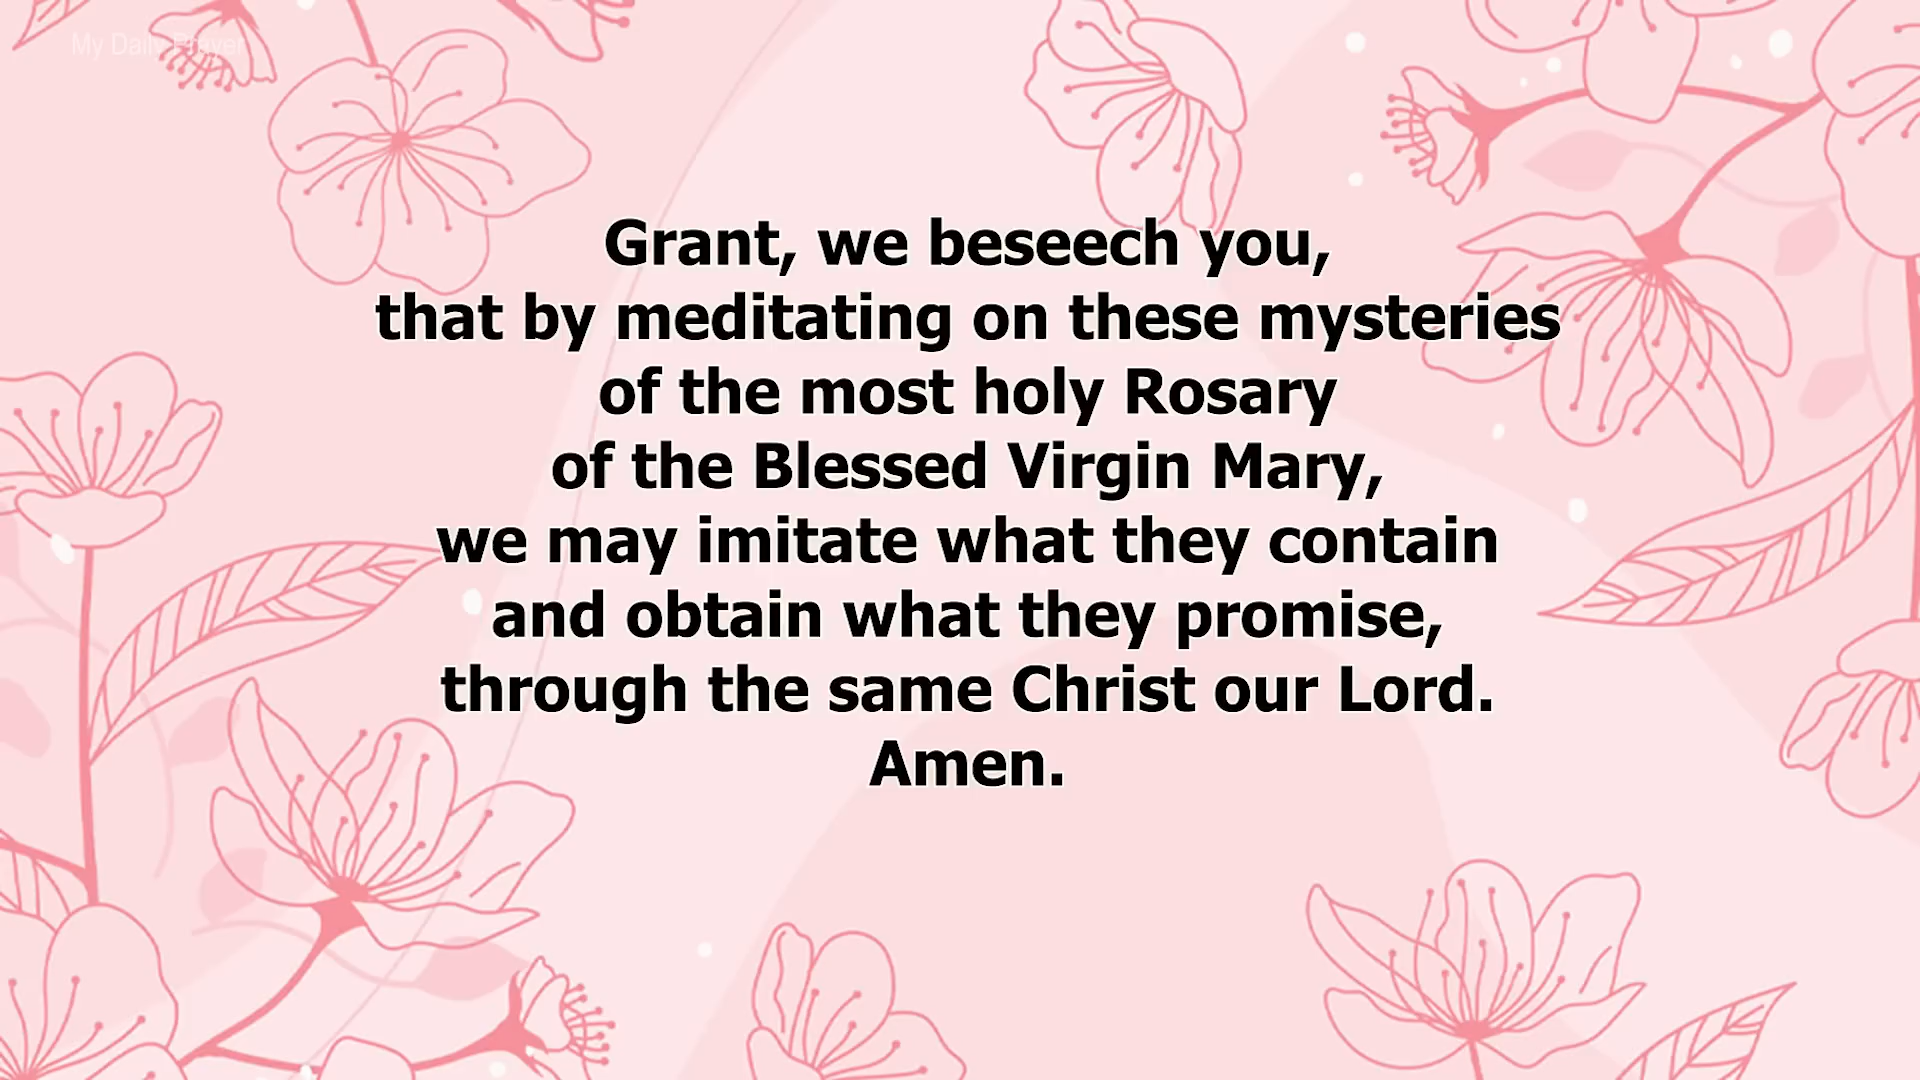 My Daily Prayer
Grant, we beseech you,
that by meditating on these mysteries
of the most holy Rosary
of the Blessed Virgin Mary,
we may imitate what they contain
and obtain what they promise,
through the same Christ our Lord.
Amen.